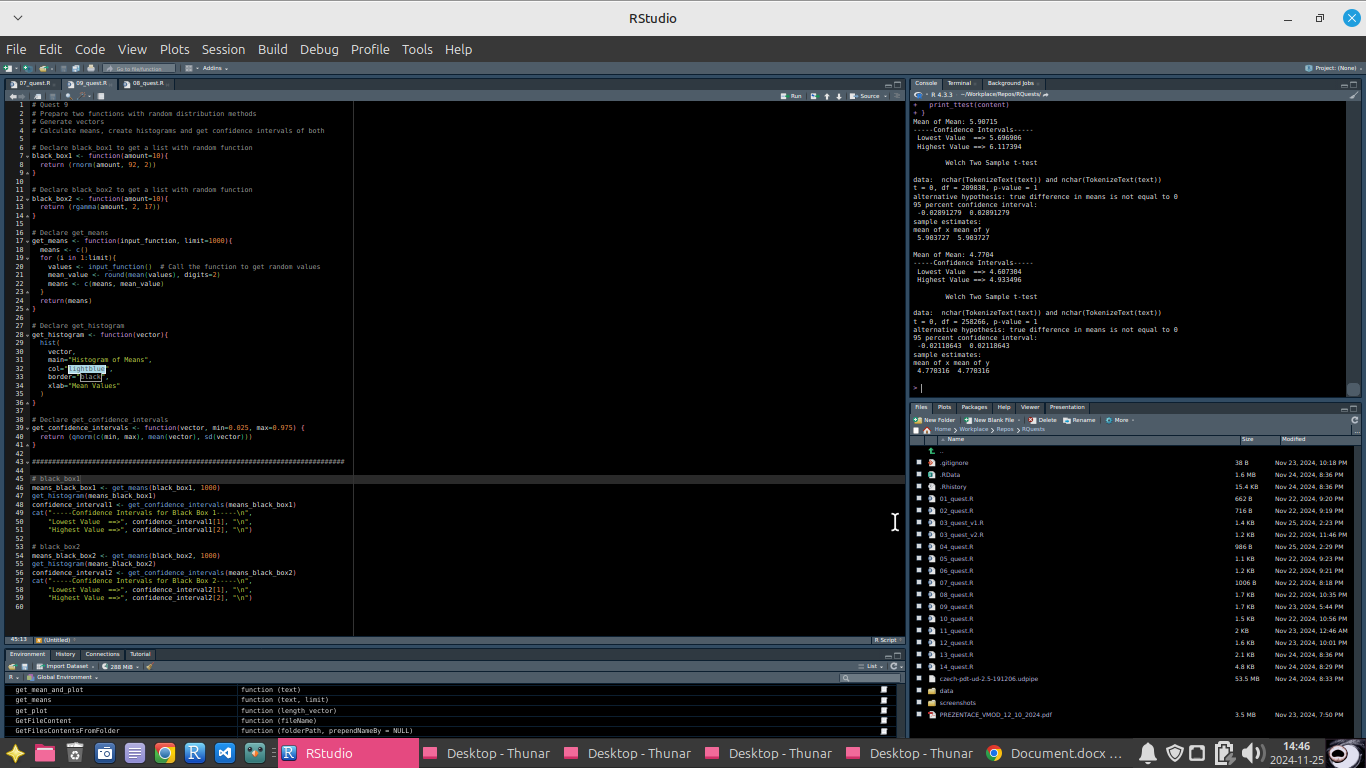 RStudio
File Edit Code View Plots Session Build Debug Profile Tools Help
Go to file/function Addins Project: (None)
07_quest.R 09_quest.R 08_quest.R
Run Source
1 # Quest 9
2 # Prepare two functions with random distribution methods
3 # Generate vectors
4 # Calculate means, create histograms and get confidence intervals of both
5
6 # Declare black_box1 to get a list with random function
7 black_box1 <- function(amount=10){
8 return (rnorm(amount, 92, 2))
9 }
10
11 # Declare black_box2 to get a list with random function
12 black_box2 <- function(amount=10){
13 return (rgamma(amount, 2, 17))
14 }
15
16 # Declare get_means
17 get_means <- function(input_function, limit=1000){
18 means <- c()
19 for (i in 1:limit){
20 values <- input_function() # Call the function to get random values
21 mean_value <- round(mean(values), digits=2)
22 means <- c(means, mean_value)
23 }
24 return(means)
25 }
26
27 # Declare get_histogram
28 get_histogram <- function(vector){
29 hist(
30 vector,
31 main="Histogram of Means",
32 col="lightblue",
33 border="black",
34 xlab="Mean Values"
35 )
36 }
37
38 # Declare get_confidence_intervals
39 get_confidence_intervals <- function(vector, min=0.025, max=0.975) {
40 return (qnorm(c(min, max), mean(vector), sd(vector)))
41 }
42
43 ##############################################################################
44
45 # black_box1
46 means_black_box1 <- get_means(black_box1, 1000)
47 get_histogram(means_black_box1)
48 confidence_interval1 <- get_confidence_intervals(means_black_box1)
49 cat("-----Confidence Intervals for Black Box 1-----\n",
50 "Lowest Value ==>", confidence_interval1[1], "\n",
51 "Highest Value ==>", confidence_interval1[2], "\n")
52
53 # black_box2
54 means_black_box2 <- get_means(black_box2, 1000)
55 get_histogram(means_black_box2)
56 confidence_interval2 <- get_confidence_intervals(means_black_box2)
57 cat("-----Confidence Intervals for Black Box 2-----\n",
58 "Lowest Value ==>", confidence_interval2[1], "\n",
59 "Highest Value ==>", confidence_interval2[2], "\n")
60
45:13 (Untitled) R Script
Environment History Connections Tutorial
Import Dataset 288 MiB List
R Global Environment
get_mean_and_plot function (text)
get_means function (text, limit)
get_plot function (length_vector)
GetFileContent function (fileName)
GetFilesContentsFromFolder function (folderPath, prependNameBy = NULL)
Console Terminal Background Jobs
R 4.3.3 · ~/Workplace/Repos/RQuests/
+ print_ttest(content)
+ }
Mean of Mean: 5.90715
-----Confidence Intervals-----
Lowest Value ==> 5.696906
Highest Value ==> 6.117394
Welch Two Sample t-test
data: nchar(TokenizeText(text)) and nchar(TokenizeText(text))
t = 0, df = 209838, p-value = 1
alternative hypothesis: true difference in means is not equal to 0
95 percent confidence interval:
-0.02891279 0.02891279
sample estimates:
mean of x mean of y
5.903727 5.903727
Mean of Mean: 4.7704
-----Confidence Intervals-----
Lowest Value ==> 4.607304
Highest Value ==> 4.933496
Welch Two Sample t-test
data: nchar(TokenizeText(text)) and nchar(TokenizeText(text))
t = 0, df = 258266, p-value = 1
alternative hypothesis: true difference in means is not equal to 0
95 percent confidence interval:
-0.02118643 0.02118643
sample estimates:
mean of x mean of y
4.770316 4.770316
>
Files Plots Packages Help Viewer Presentation
New Folder New Blank File Delete Rename More
Home Workplace Repos RQuests
Name Size Modified
..
.gitignore 38 B Nov 23, 2024, 10:18 PM
.RData 1.6 MB Nov 24, 2024, 8:36 PM
.Rhistory 15.4 KB Nov 24, 2024, 8:36 PM
01_quest.R 662 B Nov 22, 2024, 9:20 PM
02_quest.R 716 B Nov 22, 2024, 9:19 PM
03_quest_v1.R 1.4 KB Nov 25, 2024, 2:23 PM
03_quest_v2.R 1.2 KB Nov 22, 2024, 11:46 PM
04_quest.R 986 B Nov 25, 2024, 2:29 PM
05_quest.R 1.1 KB Nov 22, 2024, 9:23 PM
06_quest.R 1.2 KB Nov 22, 2024, 9:21 PM
07_quest.R 1006 B Nov 22, 2024, 8:18 PM
08_quest.R 1.7 KB Nov 22, 2024, 10:35 PM
09_quest.R 1.7 KB Nov 23, 2024, 5:44 PM
10_quest.R 1.5 KB Nov 22, 2024, 10:56 PM
11_quest.R 2 KB Nov 23, 2024, 12:46 AM
12_quest.R 1.6 KB Nov 23, 2024, 10:01 PM
13_quest.R 2.1 KB Nov 24, 2024, 8:36 PM
14_quest.R 4.8 KB Nov 24, 2024, 8:29 PM
czech-pdt-ud-2.5-191206.udpipe 53.5 MB Nov 24, 2024, 8:33 PM
data
screenshots
PREZENTACE_VMOD_12_10_2024.pdf 3.5 MB Nov 23, 2024, 7:50 PM
RStudio Desktop - Thunar Desktop - Thunar Desktop - Thunar Desktop - Thunar Document.docx ... 14:46
2024-11-25